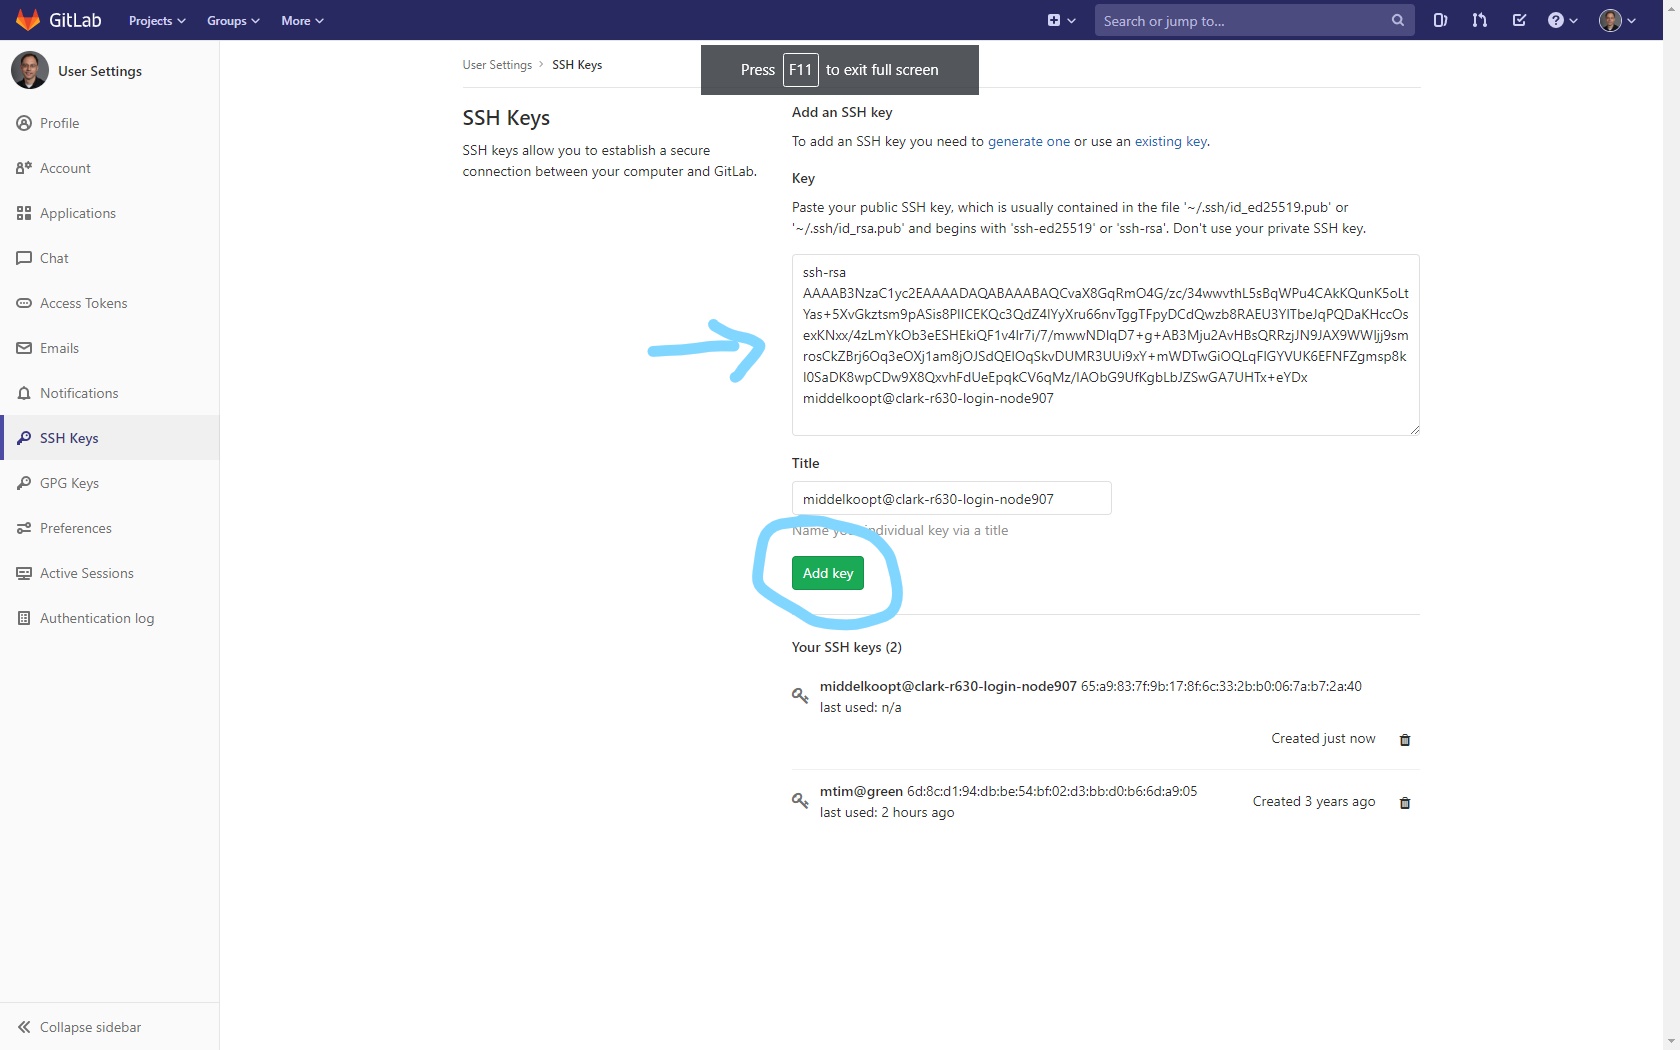 GitLab Projects Groups More Search or jump to...
User Settings
Profile
Account
Applications
Chat
Access Tokens
Emails
Notifications
SSH Keys
GPG Keys
Preferences
Active Sessions
Authentication log
Collapse sidebar
User Settings > SSH Keys
Press F11 to exit full screen
SSH Keys
SSH keys allow you to establish a secure
connection between your computer and GitLab.
Add an SSH key
To add an SSH key you need to generate one or use an existing key.
Key
Paste your public SSH key, which is usually contained in the file '~/.ssh/id_ed25519.pub' or
'~/.ssh/id_rsa.pub' and begins with 'ssh-ed25519' or 'ssh-rsa'. Don't use your private SSH key.
ssh-rsa
AAAAB3NzaC1yc2EAAAADAQABAAABAQCvaX8GqRmO4G/zc/34wwvthL5sBqWPu4CAkKQunK5oLt
Yas+5XvGkztsm9pASis8PIICEKQc3QdZ4IYyXru66nvTggTFpyDCdQwzb8RAEU3YITbeJqPQDaKHccOs
exKNxx/4zLmYkOb3eESHEkiQF1v4Ir7i/7/mwwNDIqD7+g+AB3Mju2AvHBsQRRzjJN9JAX9WWIjj9sm
rosCkZBrj6Oq3eOXj1am8jOJSdQEIOqSkvDUMR3UUi9xY+mWDTwGiOQLqFIGYVUK6EFNFZgmsp8k
I0SaDK8wpCDw9X8QxvhFdUeEpqkCV6qMz/IAObG9UfKgbLbJZSwGA7UHTx+eYDx
middelkoopt@clark-r630-login-node907
Title
middelkoopt@clark-r630-login-node907
Name your individual key via a title
Add key
Your SSH keys (2)
middelkoopt@clark-r630-login-node907 65:a9:83:7f:9b:17:8f:6c:33:2b:b0:06:7a:b7:2a:40
last used: n/a
Created just now
mtim@green 6d:8c:d1:94:db:be:54:bf:02:d3:bb:d0:b6:6d:a9:05
last used: 2 hours ago
Created 3 years ago